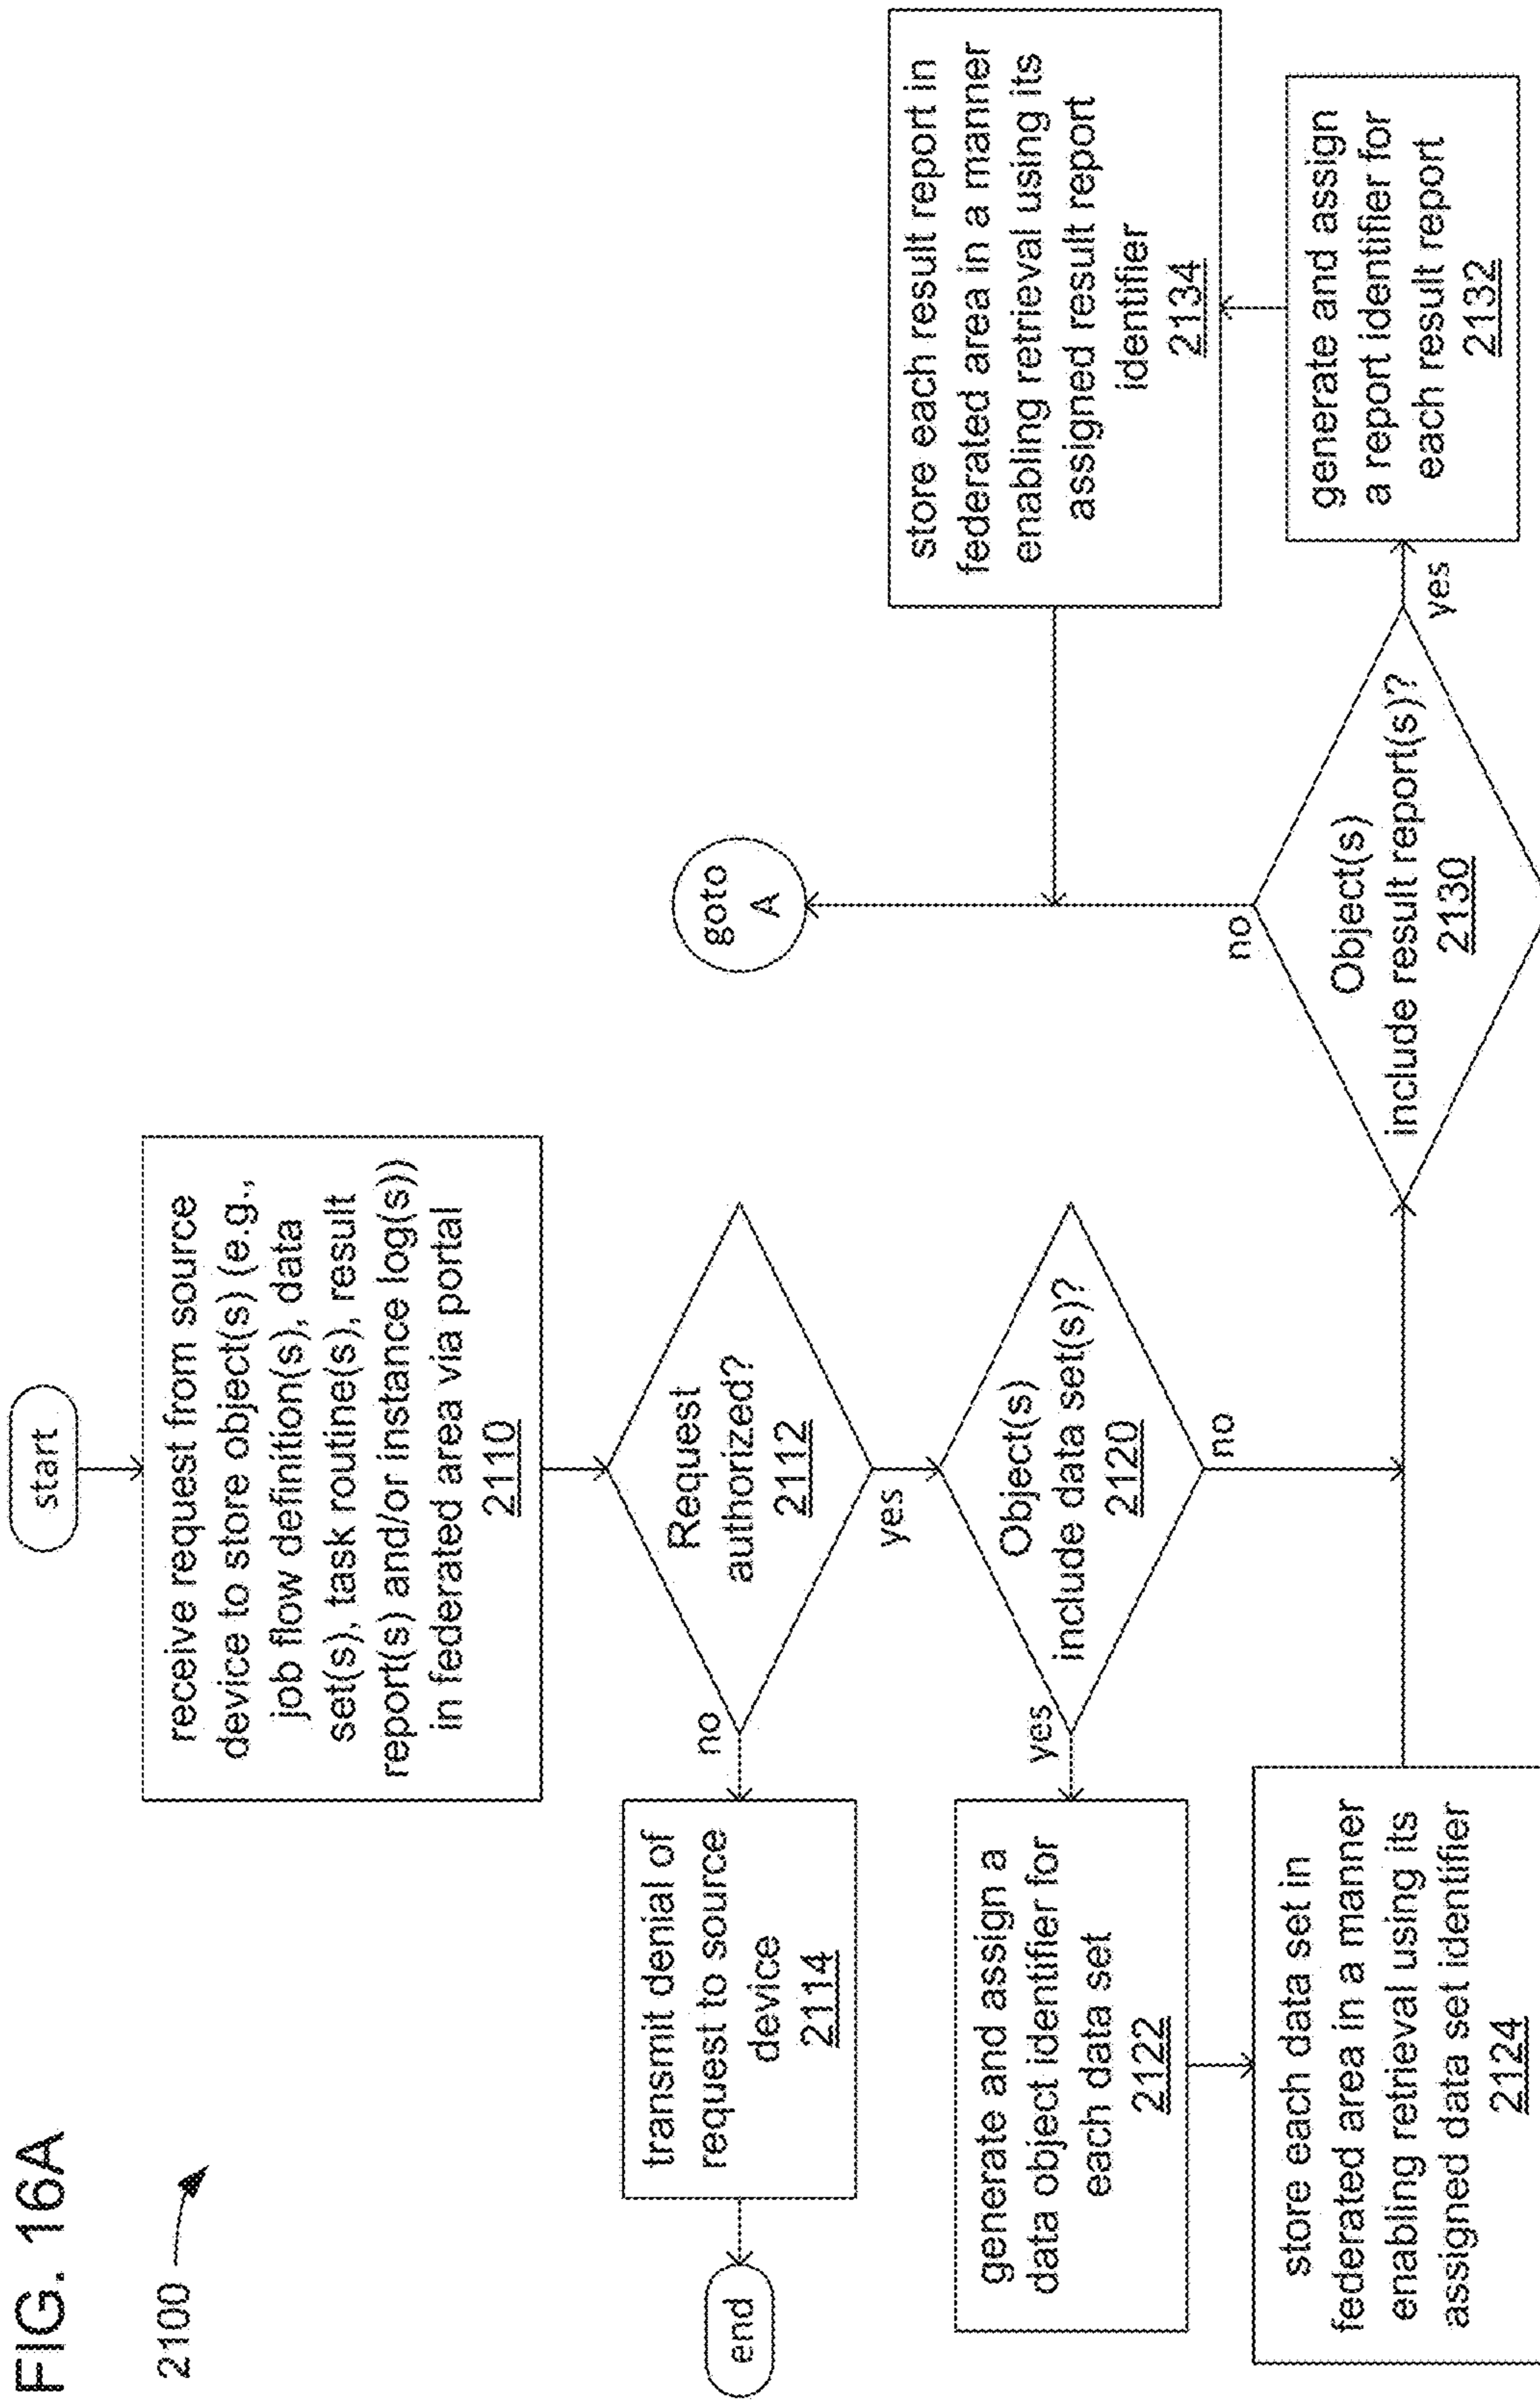 FIG. 16A
2100
start
receive request from source
device to store object(s) (e.g.,
job flow definition(s), data
set(s), task routine(s), result
report(s) and/or instance log(s))
in federated area via portal
2110
Request
authorized?
2112
no
yes
transmit denial of
request to source
device
2114
end
Object(s)
include data set(s)?
2120
yes
no
generate and assign a
data object identifier for
each data set
2122
store each data set in
federated area in a manner
enabling retrieval using its
assigned data set identifier
2124
Object(s)
include result report(s)?
2130
no
yes
generate and assign
a report identifier for
each result report
2132
store each result report in
federated area in a manner
enabling retrieval using its
assigned result report
identifier
2134
goto
A